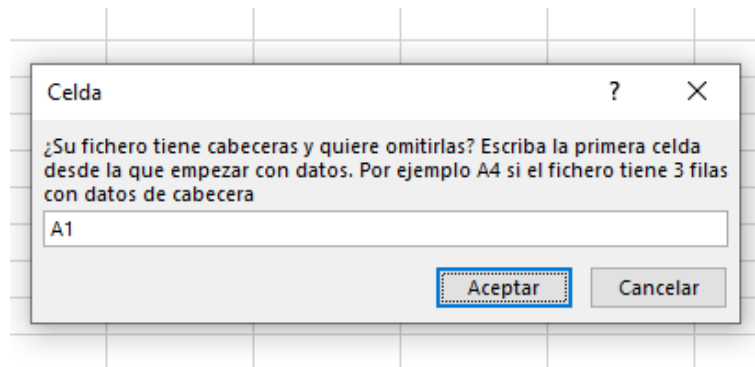 Celda ? X
¿Su fichero tiene cabeceras y quiere omitirlas? Escriba la primera celda
desde la que empezar con datos. Por ejemplo A4 si el fichero tiene 3 filas
con datos de cabecera
A1
Aceptar Cancelar